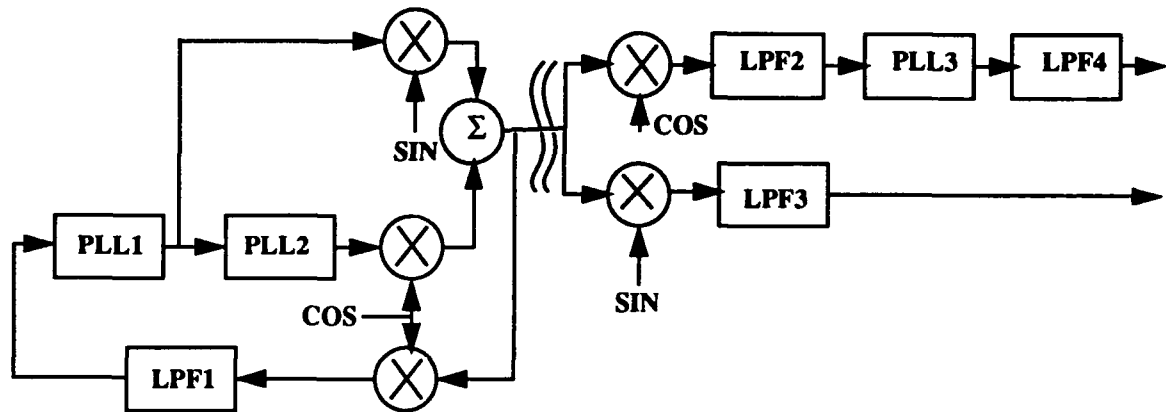 LPF2
PLL3
LPF4
SIN
Σ
COS
PLL1
PLL2
LPF3
COS
SIN
LPF1